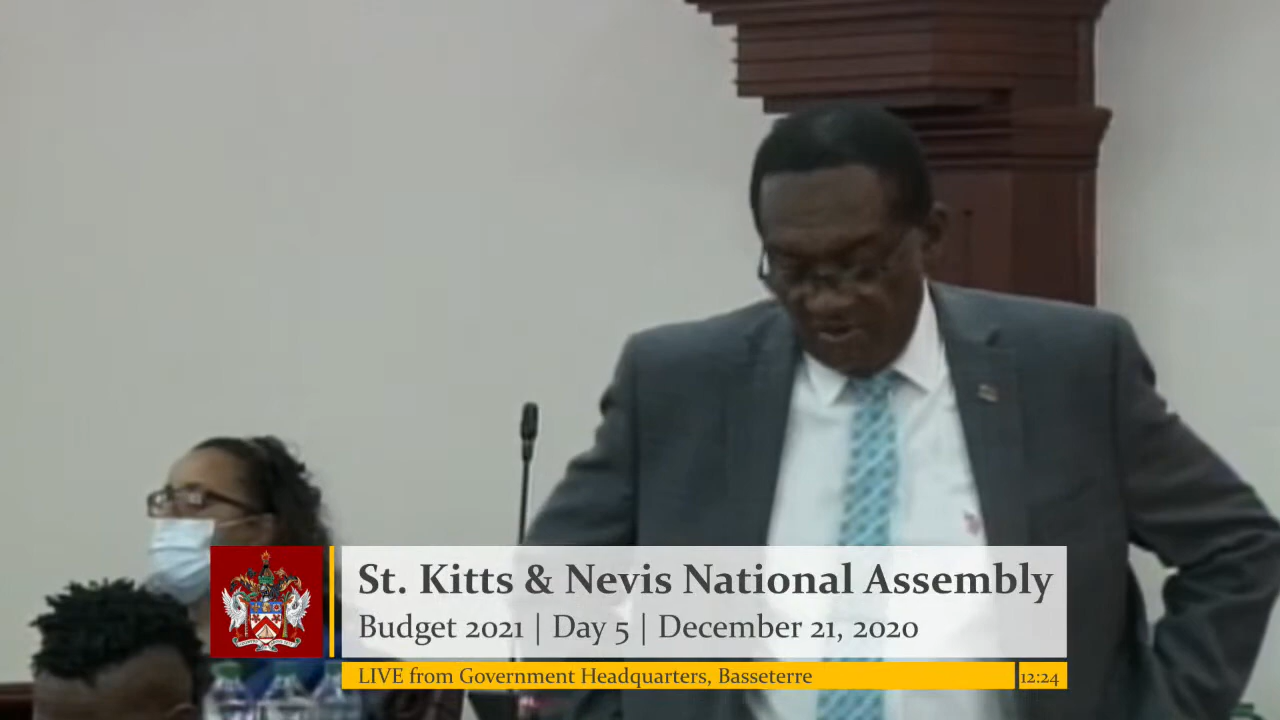 St. Kitts & Nevis National Assembly
Budget 2021 | Day 5 | December 21, 2020
LIVE from Government Headquarters, Basseterre
12:24